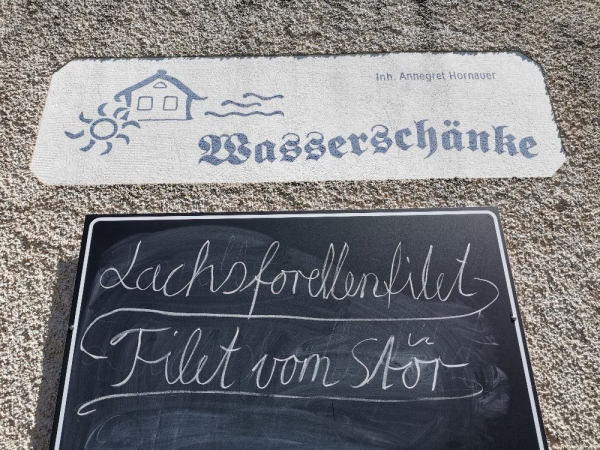 Inh. Annegret Hornauer
Wasserschänke
Lachsforellenfilet
Filet vom Stör